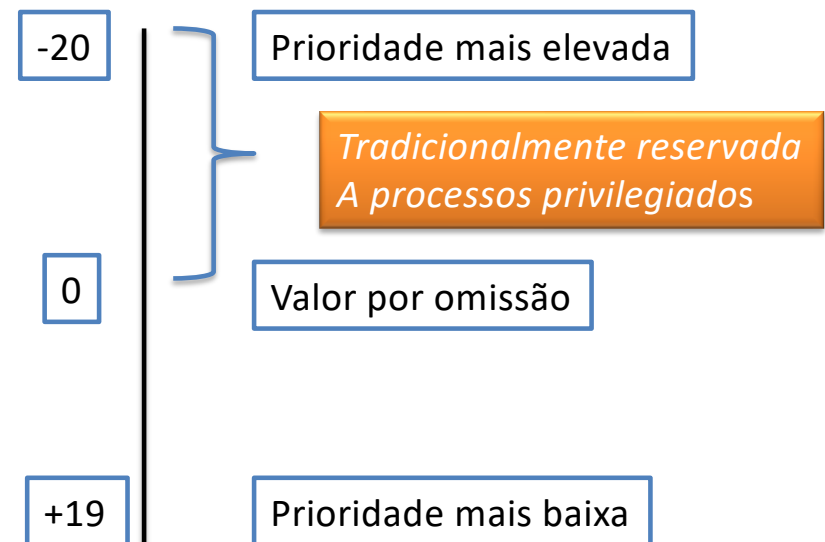 -20
Prioridade mais elevada
Tradicionalmente reservada
A processos privilegiados
0
Valor por omissão
+19
Prioridade mais baixa